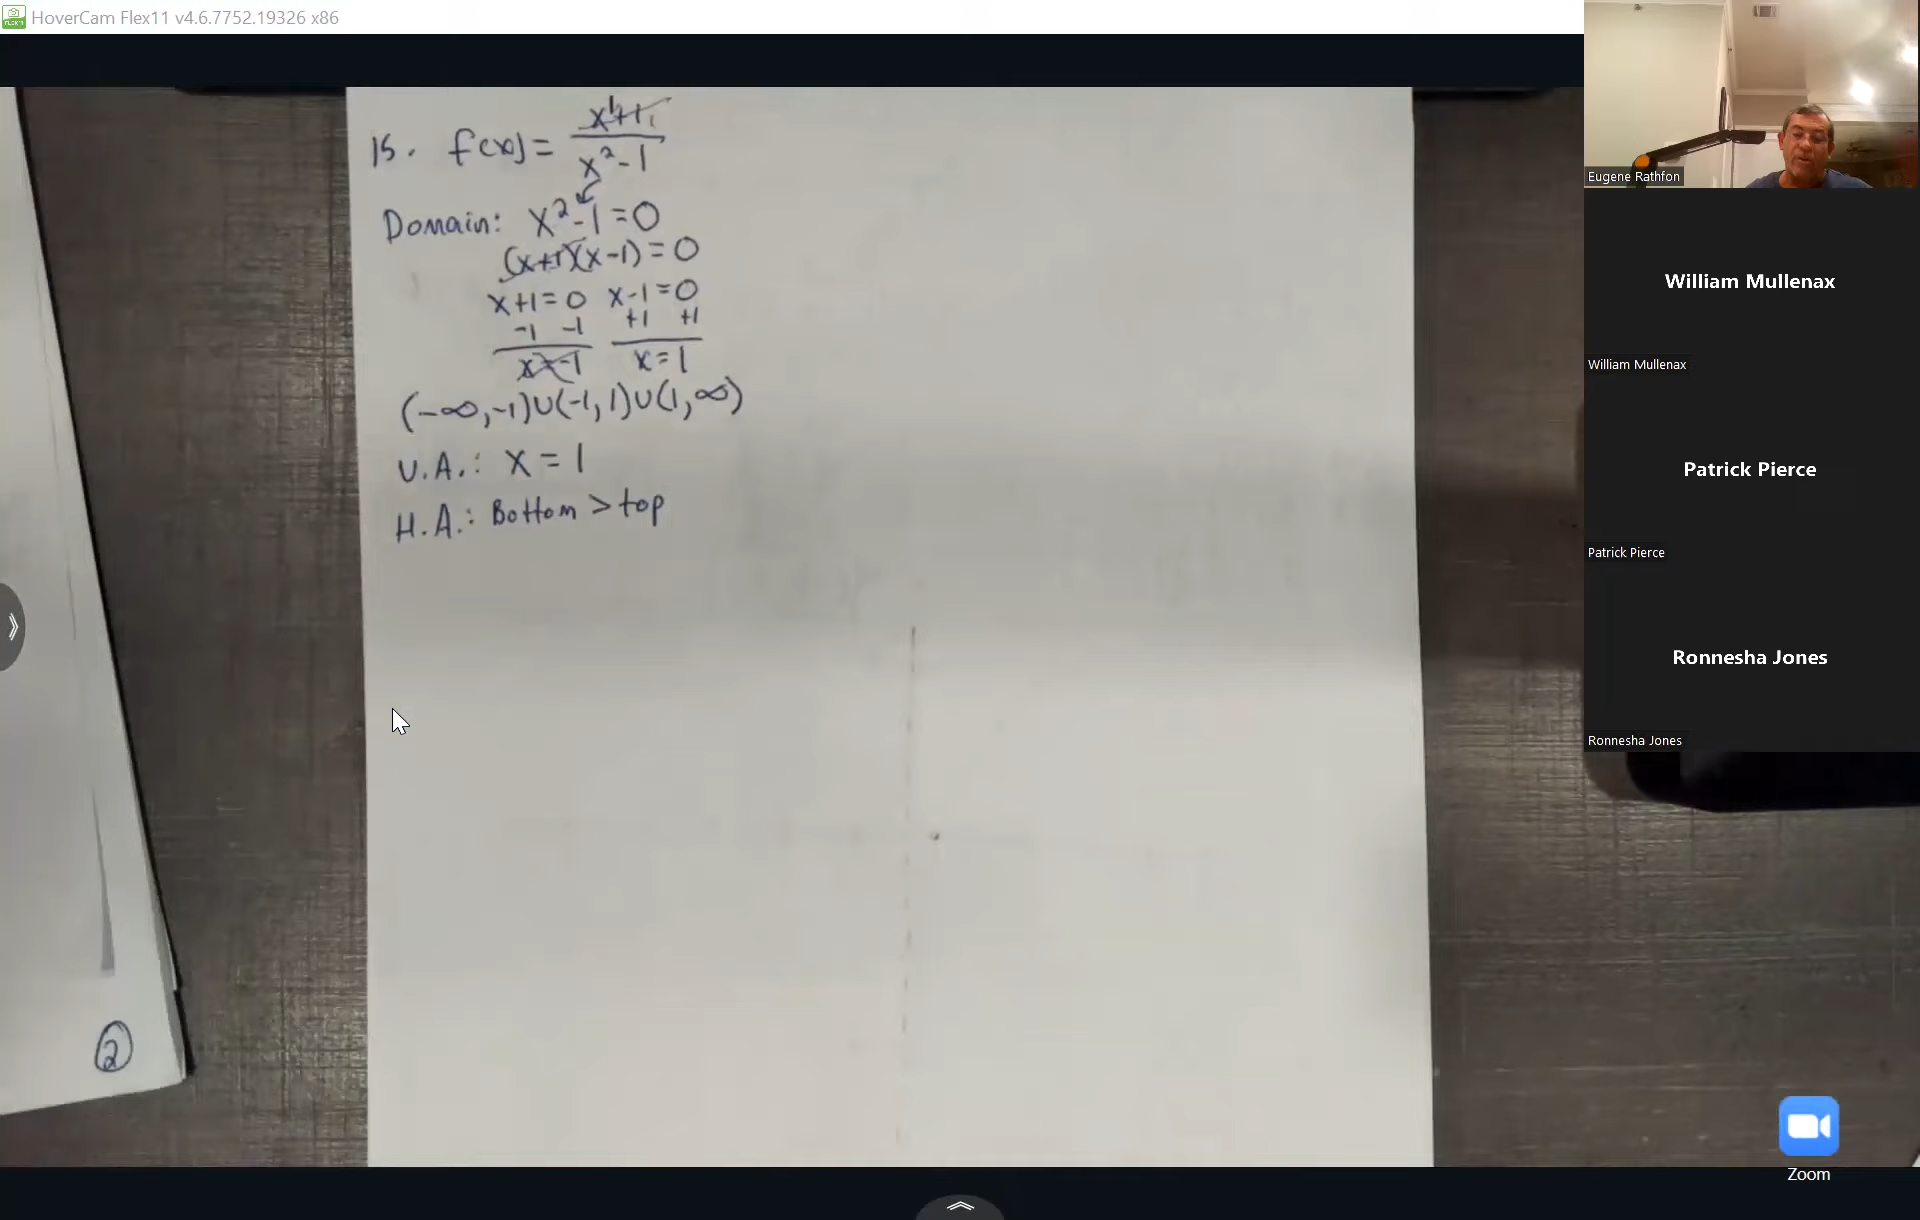 HoverCam Flex11 v4.6.7752.19326 x86
15. f(x) = x+1 / x²-1
Domain: x²-1=0
(x+1)(x-1)=0
x+1=0 x-1=0
-1 -1 +1 +1
x=-1 x=1
(-∞,-1)∪(-1,1)∪(1,∞)
V.A.: x=1
H.A.: Bottom > top
2
Eugene Rathfon
William Mullenax
William Mullenax
Patrick Pierce
Patrick Pierce
Ronnesha Jones
Ronnesha Jones
Zoom